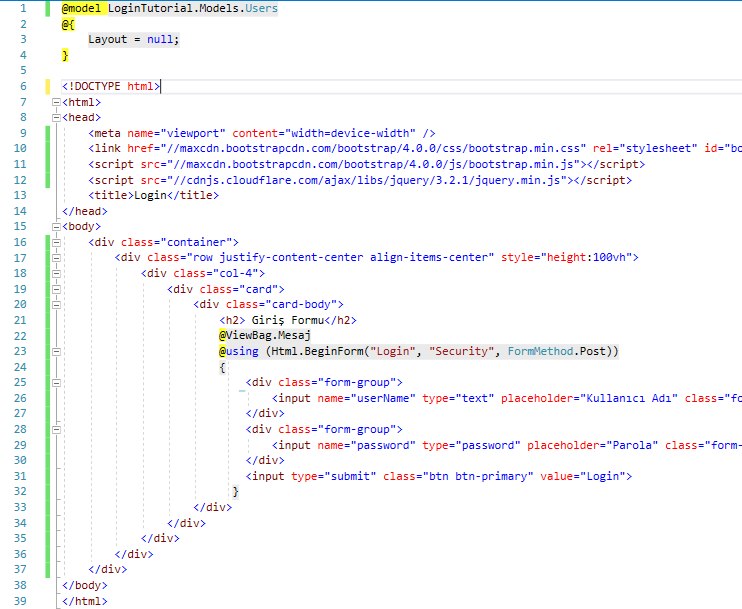 1 @model LoginTutorial.Models.Users
2 @{
3 Layout = null;
4 }
5
6 <!DOCTYPE html>
7 <html>
8 <head>
9 <meta name="viewport" content="width=device-width" />
10 <link href="//maxcdn.bootstrapcdn.com/bootstrap/4.0.0/css/bootstrap.min.css" rel="stylesheet" id="bo
11 <script src="//maxcdn.bootstrapcdn.com/bootstrap/4.0.0/js/bootstrap.min.js"></script>
12 <script src="//cdnjs.cloudflare.com/ajax/libs/jquery/3.2.1/jquery.min.js"></script>
13 <title>Login</title>
14 </head>
15 <body>
16 <div class="container">
17 <div class="row justify-content-center align-items-center" style="height:100vh">
18 <div class="col-4">
19 <div class="card">
20 <div class="card-body">
21 <h2> Giriş Formu</h2>
22 @ViewBag.Mesaj
23 @using (Html.BeginForm("Login", "Security", FormMethod.Post))
24 {
25 <div class="form-group">
26 <input name="userName" type="text" placeholder="Kullanıcı Adı" class="fo
27 </div>
28 <div class="form-group">
29 <input name="password" type="password" placeholder="Parola" class="form-
30 </div>
31 <input type="submit" class="btn btn-primary" value="Login">
32 }
33 </div>
34 </div>
35 </div>
36 </div>
37 </div>
38 </body>
39 </html>